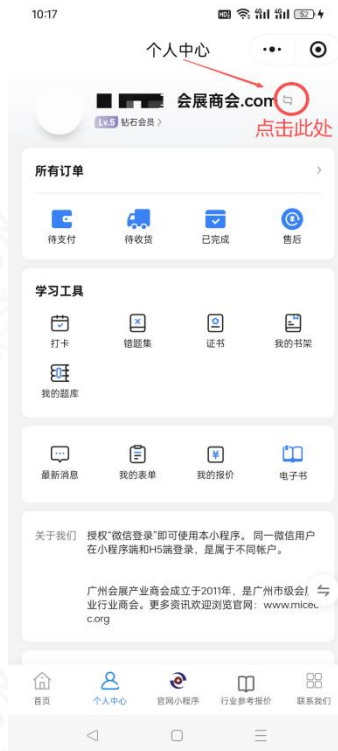 10:17
HD 52
个人中心
会展商会.com
Lv.5 钻石会员 >
点击此处
所有订单
待支付 待收货 已完成 售后
学习工具
打卡 错题集 证书 我的书架
我的题库
最新消息 我的表单 我的报价 电子书
关于我们 授权"微信登录"即可使用本小程序。 同一微信用户
在小程序端和H5端登录，是属于不同帐户。
广州会展产业商会成立于2011年，是广州市级会展
业行业商会。更多资讯欢迎浏览官网：www.micec
c.org
首页 个人中心 官网小程序 行业参考报价 联系我们